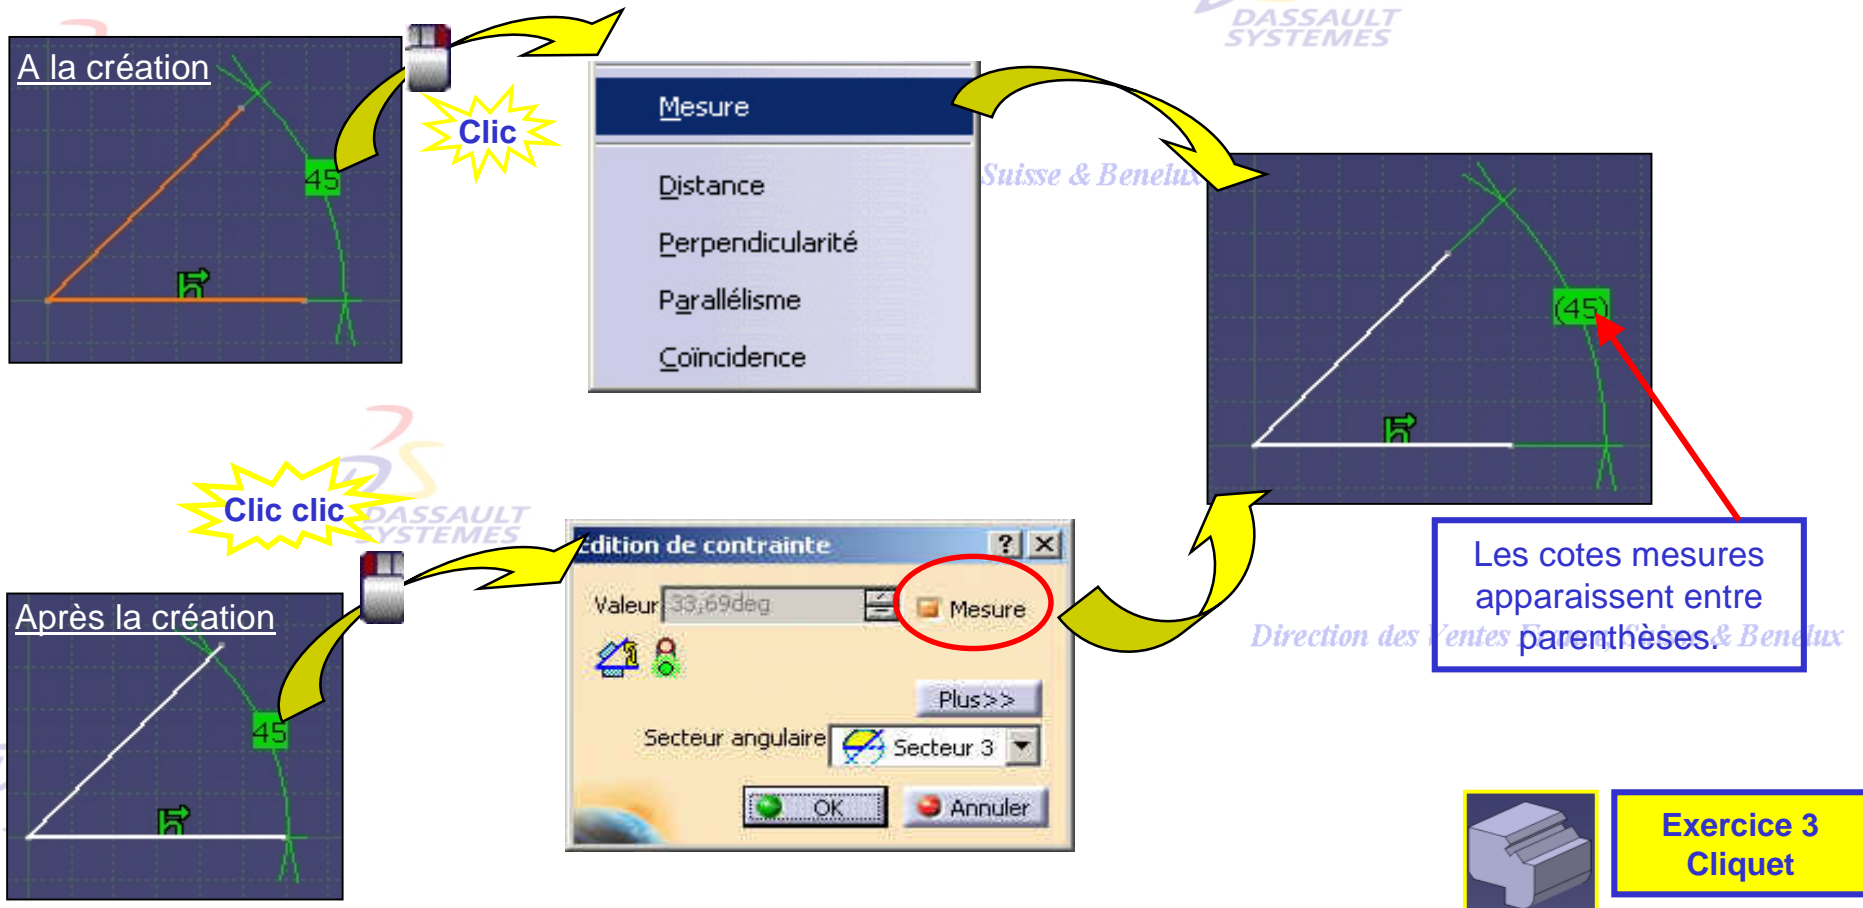 DASSAULT
SYSTEMES
A la création
45
Clic
Mesure
Distance
Perpendicularité
Parallélisme
Coïncidence
Suisse & Benelux
(45)
Clic clic
DASSAULT
SYSTEMES
Après la création
45
Edition de contrainte
Valeur 33,69deg Mesure
Plus>>
Secteur angulaire Secteur 3
OK Annuler
Les cotes mesures
apparaissent entre
parenthèses.
Direction des Ventes & Benelux
Exercice 3
Cliquet